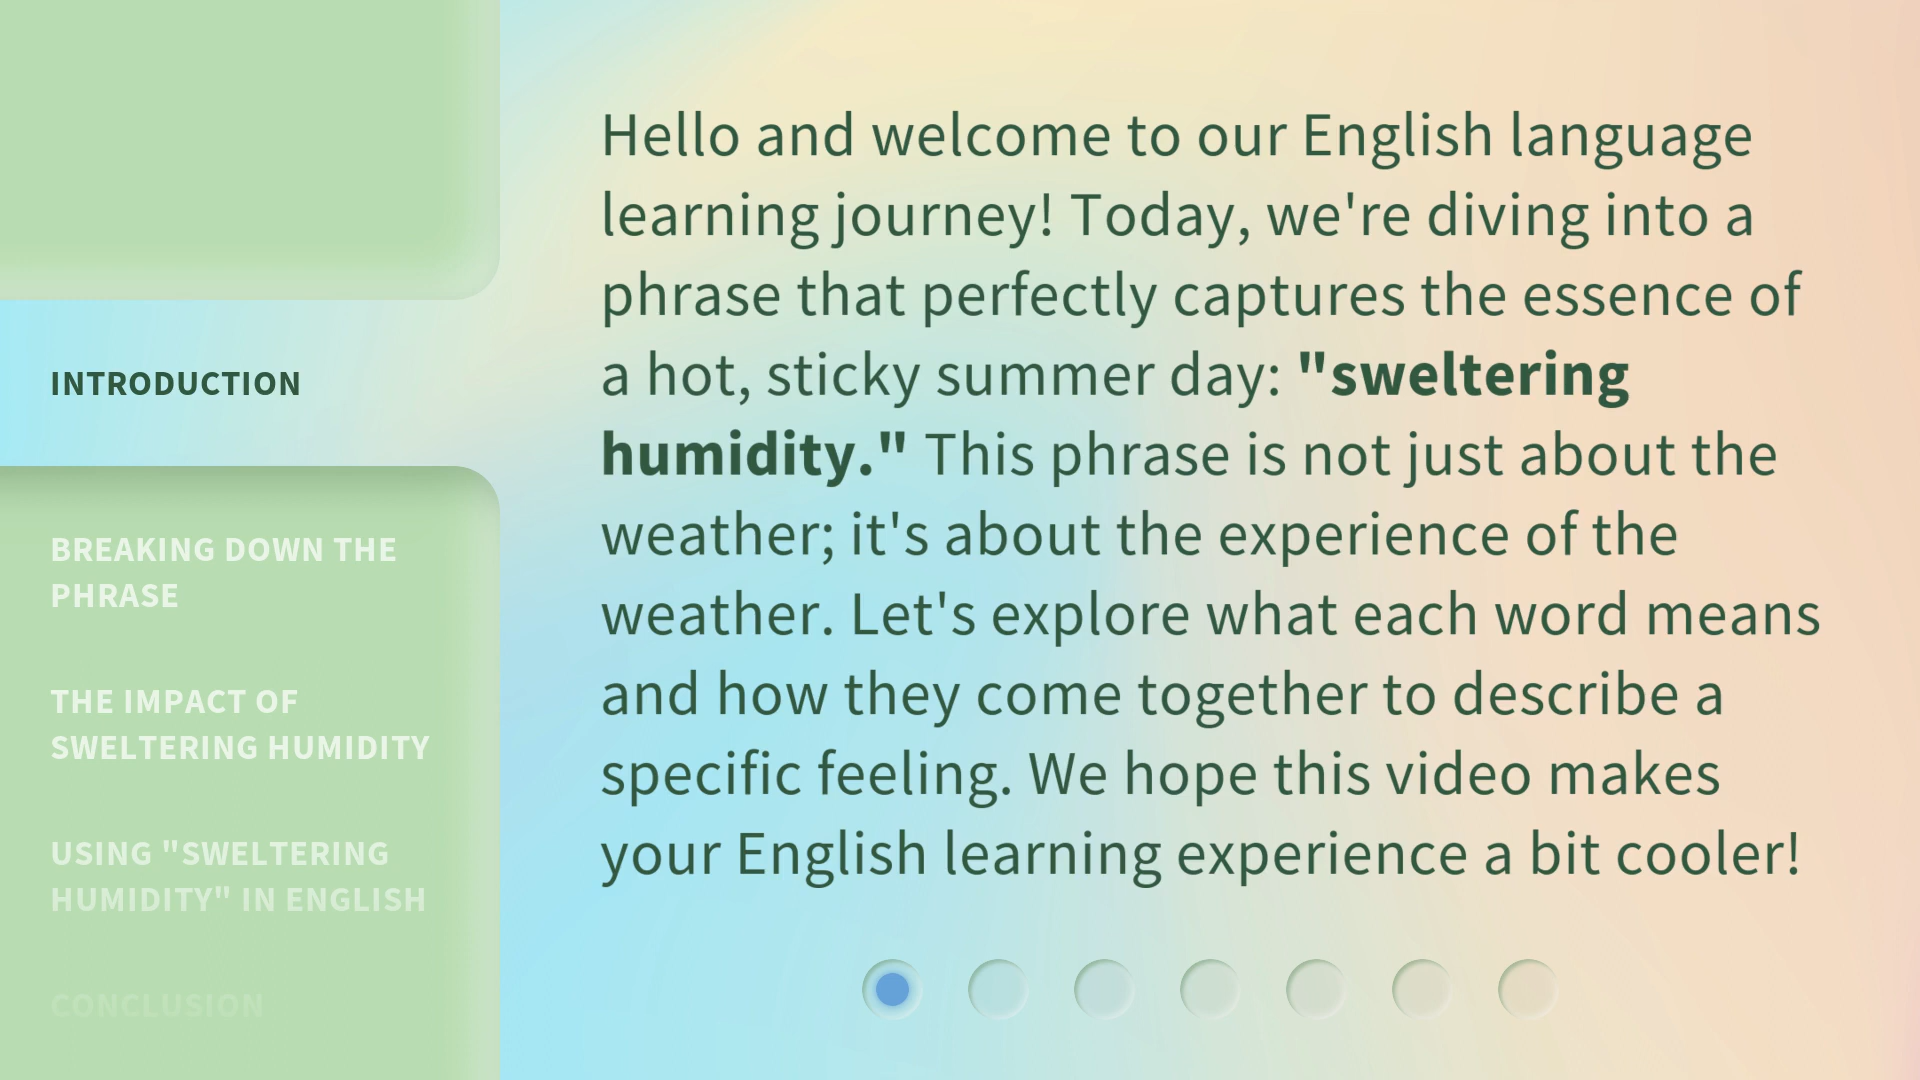 INTRODUCTION
BREAKING DOWN THE
PHRASE
THE IMPACT OF
SWELTERING HUMIDITY
USING "SWELTERING
HUMIDITY" IN ENGLISH
CONCLUSION
Hello and welcome to our English language
learning journey! Today, we're diving into a
phrase that perfectly captures the essence of
a hot, sticky summer day: "sweltering
humidity." This phrase is not just about the
weather; it's about the experience of the
weather. Let's explore what each word means
and how they come together to describe a
specific feeling. We hope this video makes
your English learning experience a bit cooler!